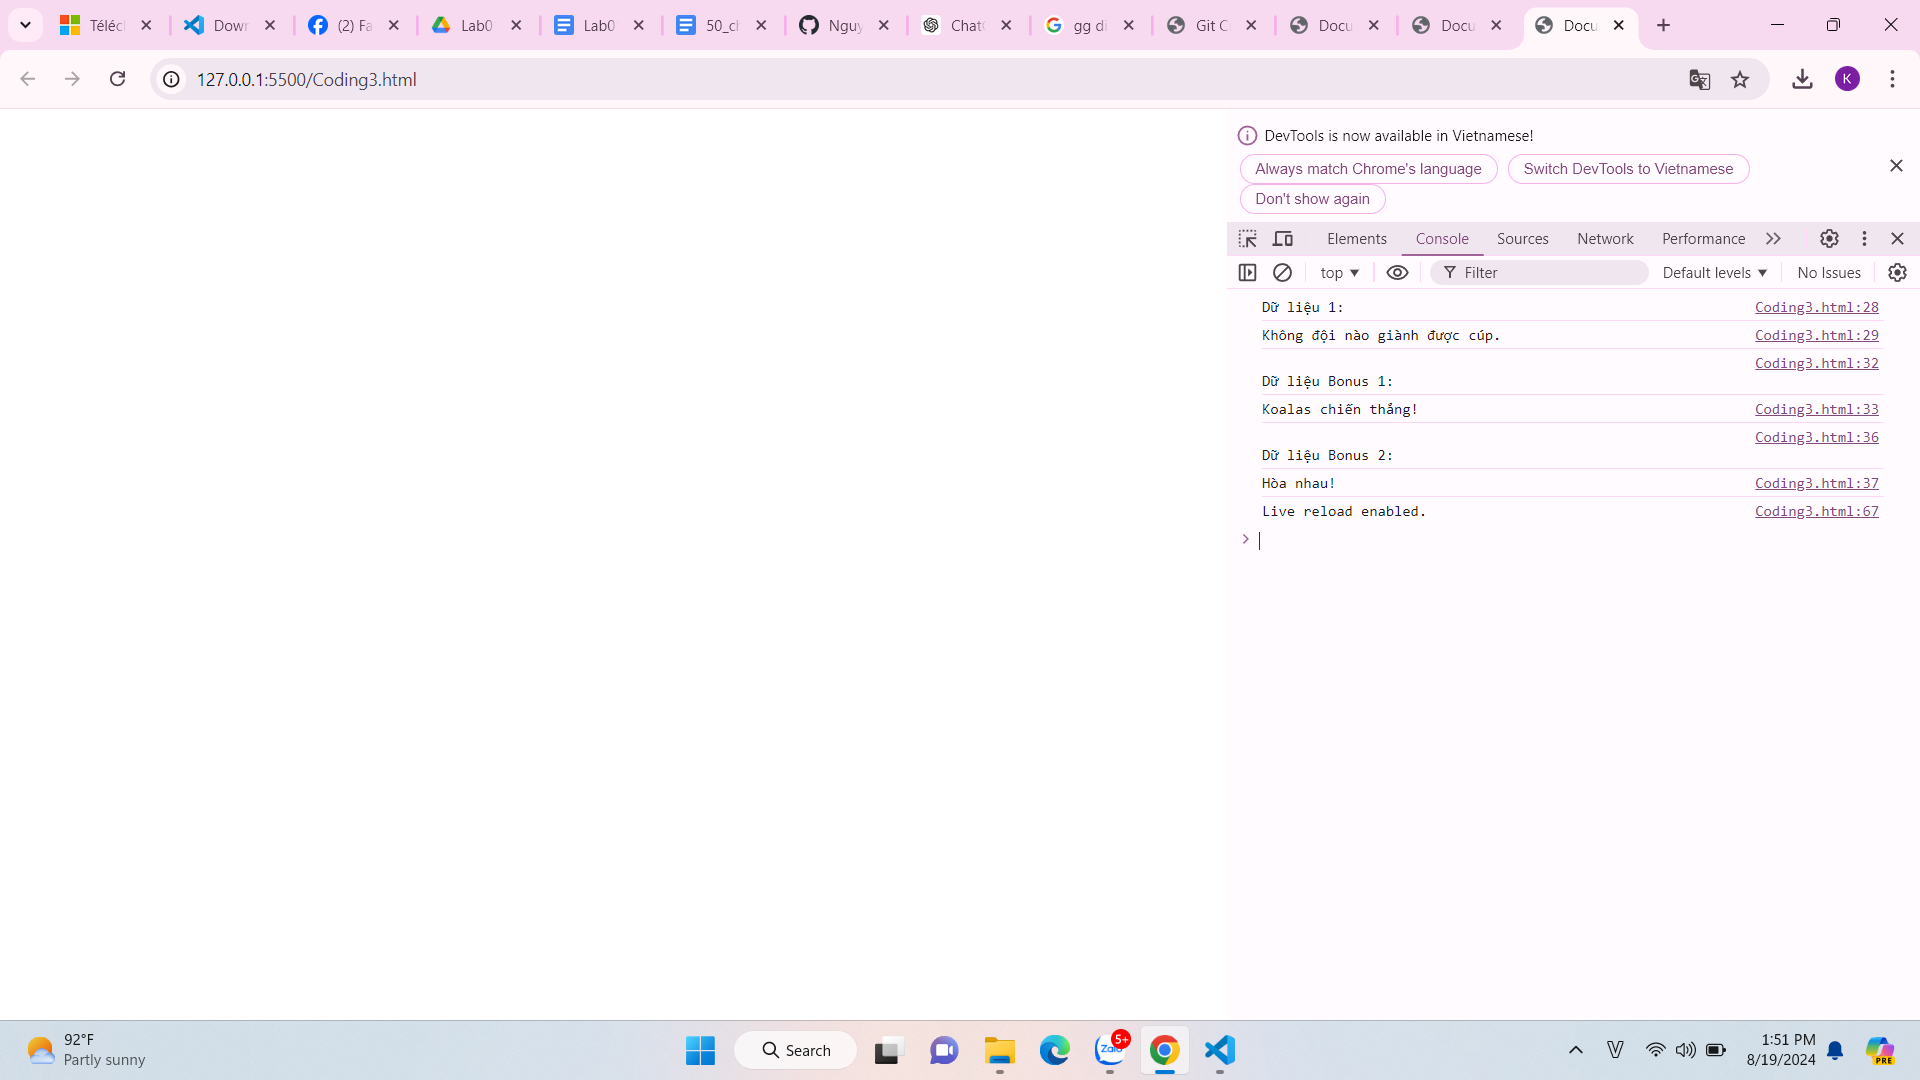 Téléc
Down
(2) Fa
Lab0
Lab0
50_ch
Nguy
Chat
gg di
Git C
Docu
Docu
Docu
127.0.0.1:5500/Coding3.html
K
DevTools is now available in Vietnamese!
Always match Chrome's language
Switch DevTools to Vietnamese
Don't show again
Elements
Console
Sources
Network
Performance
top
Filter
Default levels
No Issues
Dữ liệu 1: Coding3.html:28
Không đội nào giành được cúp. Coding3.html:29
Coding3.html:32
Dữ liệu Bonus 1:
Koalas chiến thắng! Coding3.html:33
Coding3.html:36
Dữ liệu Bonus 2:
Hòa nhau! Coding3.html:37
Live reload enabled. Coding3.html:67
92°F
Partly sunny
Search
Zalo
5+
V
1:51 PM
8/19/2024
PRE